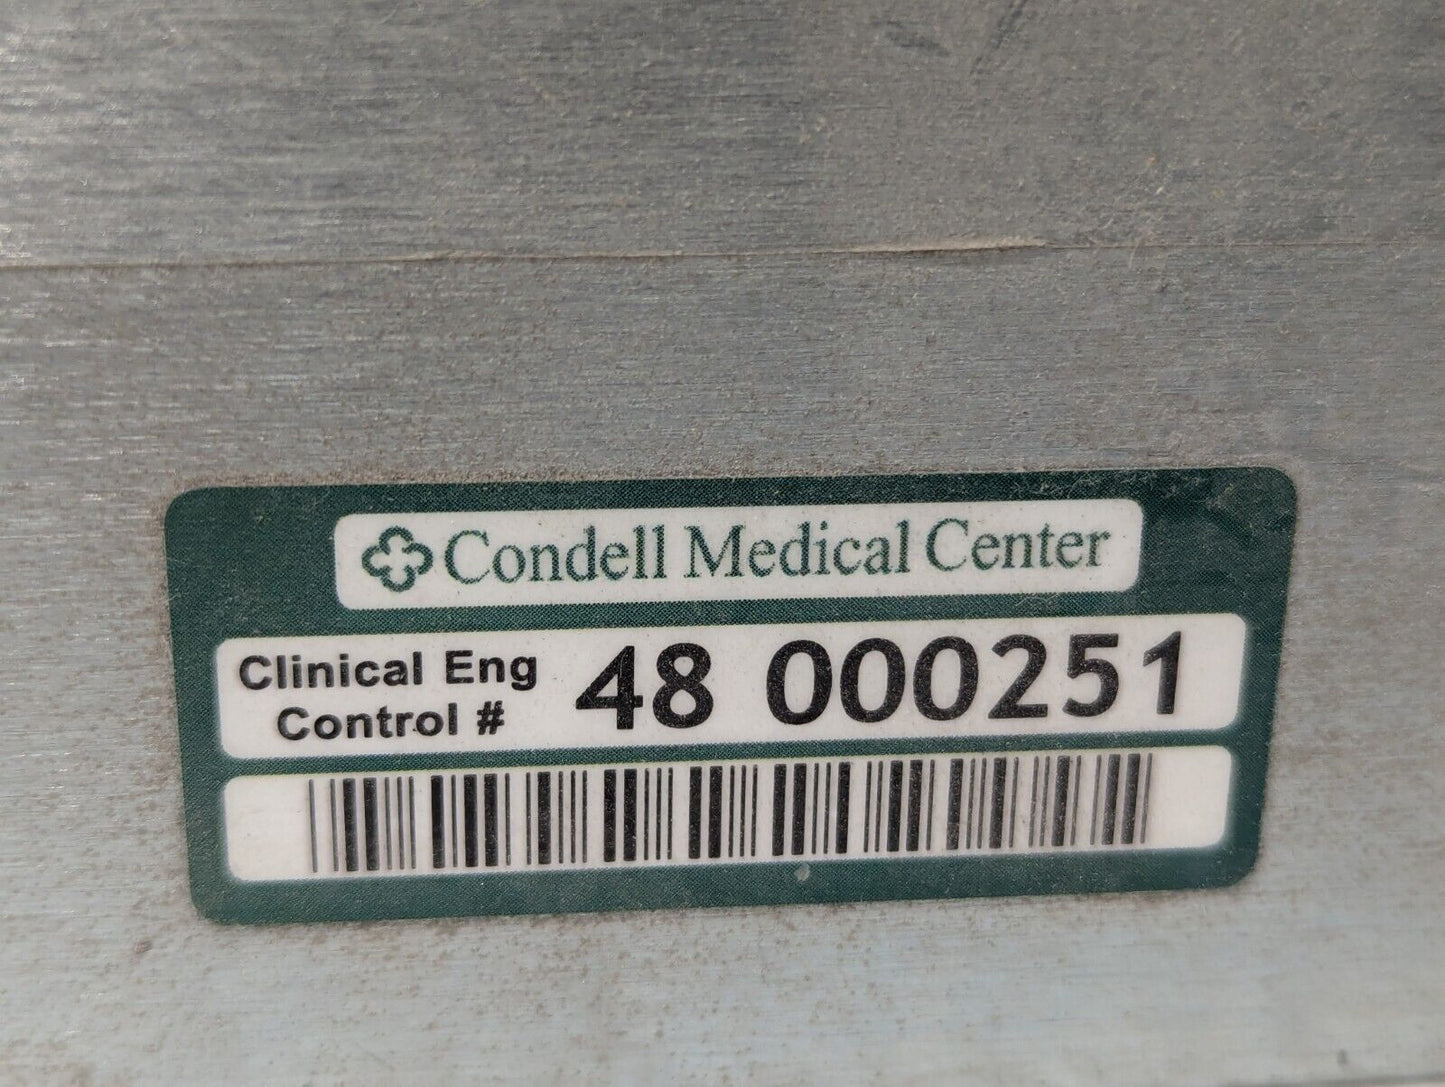 Condell Medical Center
Clinical Eng
Control #
48 000251